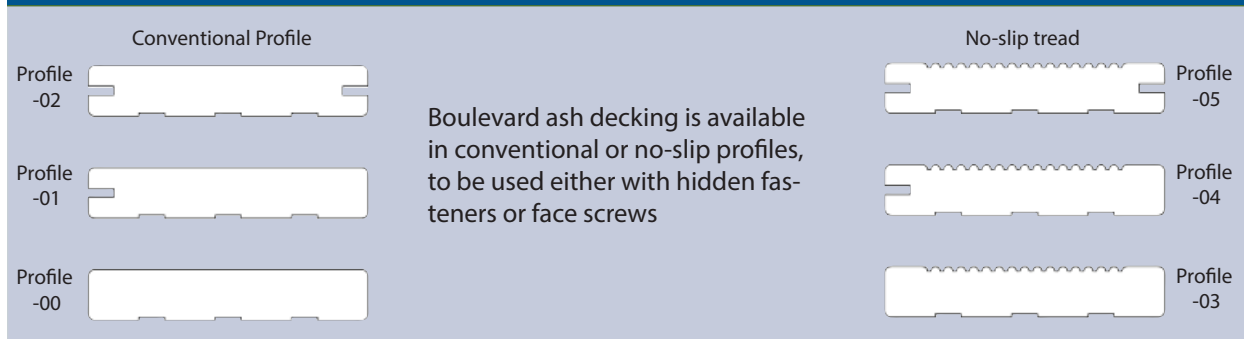 Conventional Profile
Profile
-02
Profile
-01
Profile
-00
Boulevard ash decking is available
in conventional or no-slip profiles,
to be used either with hidden fas-
teners or face screws
No-slip tread
Profile
-05
Profile
-04
Profile
-03